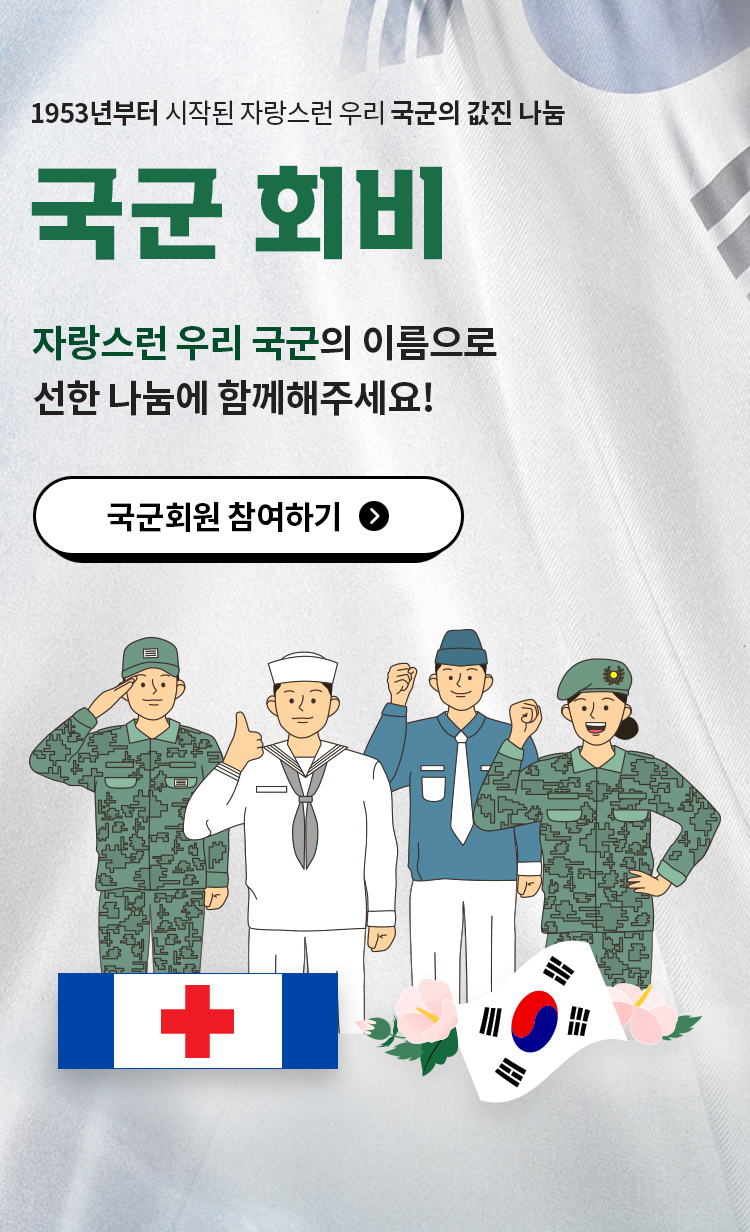 1953년부터 시작된 자랑스런 우리 국군의 값진 나눔
국군 회비
자랑스런 우리 국군의 이름으로
선한 나눔에 함께해주세요!
국군회원 참여하기